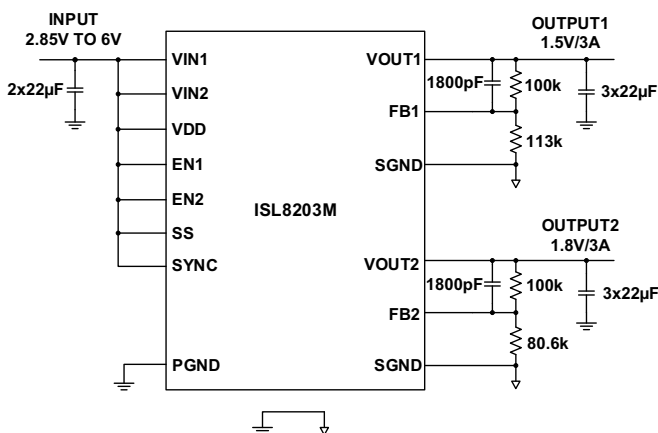 INPUT
2.85V TO 6V
2x22µF
VIN1
VIN2
VDD
EN1
EN2
SS
SYNC
PGND
ISL8203M
VOUT1
FB1
SGND
VOUT2
FB2
SGND
OUTPUT1
1.5V/3A
1800pF
100k
3x22µF
113k
OUTPUT2
1.8V/3A
1800pF
100k
3x22µF
80.6k